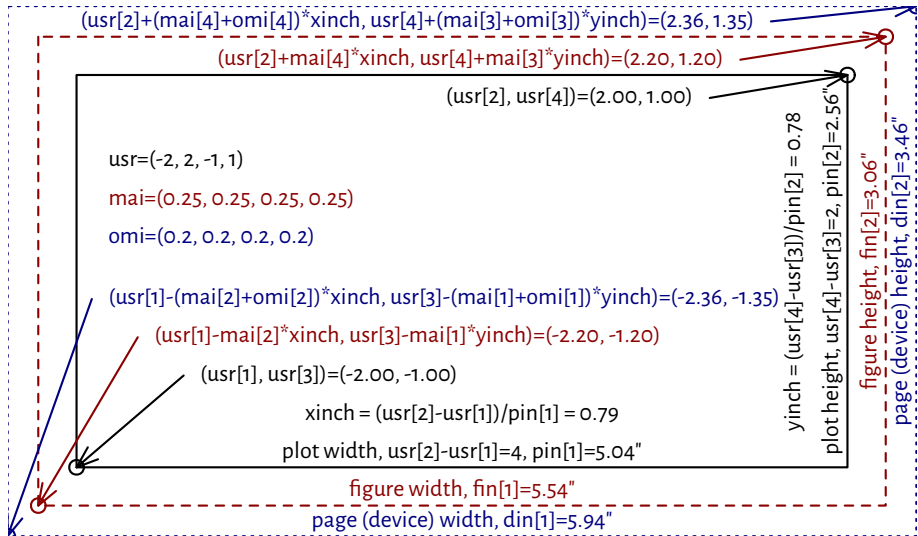 (usr[2]+(mai[4]+omi[4])*xinch, usr[4]+(mai[3]+omi[3])*yinch)=(2.36, 1.35)
(usr[2]+mai[4]*xinch, usr[4]+mai[3]*yinch)=(2.20, 1.20)
(usr[2], usr[4])=(2.00, 1.00)
usr=(-2, 2, -1, 1)
mai=(0.25, 0.25, 0.25, 0.25)
omi=(0.2, 0.2, 0.2, 0.2)
(usr[1]-(mai[2]+omi[2])*xinch, usr[3]-(mai[1]+omi[1])*yinch)=(-2.36, -1.35)
(usr[1]-mai[2]*xinch, usr[3]-mai[1]*yinch)=(-2.20, -1.20)
(usr[1], usr[3])=(-2.00, -1.00)
xinch = (usr[2]-usr[1])/pin[1] = 0.79
plot width, usr[2]-usr[1]=4, pin[1]=5.04"
figure width, fin[1]=5.54"
page (device) width, din[1]=5.94"
yinch = (usr[4]-usr[3])/pin[2] = 0.78
plot height, usr[4]-usr[3]=2, pin[2]=2.56"
figure height, fin[2]=3.06"
page (device) height, din[2]=3.46"